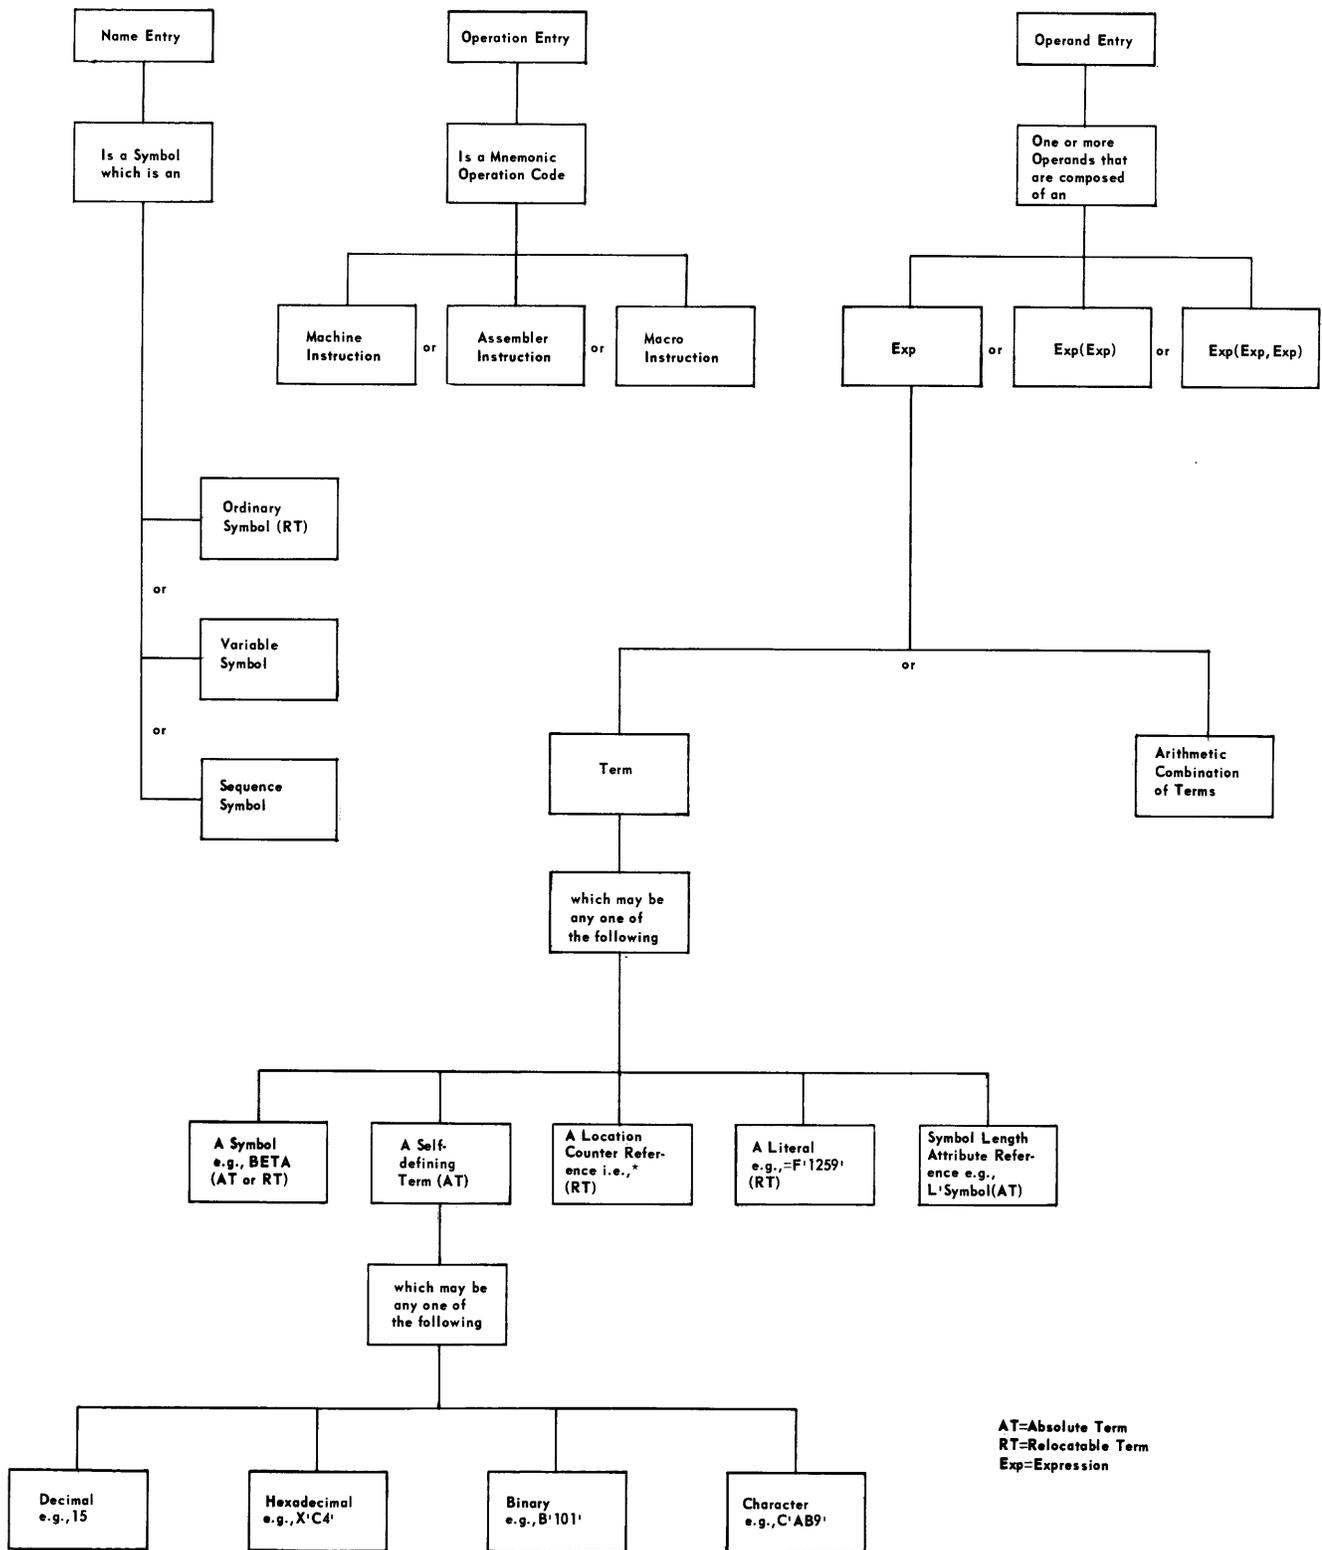 Name Entry
Operation Entry
Operand Entry
Is a Symbol
which is an
Is a Mnemonic
Operation Code
One or more
Operands that
are composed
of an
Machine
Instruction
or
Assembler
Instruction
or
Macro
Instruction
Exp
or
Exp(Exp)
or
Exp(Exp,Exp)
Ordinary
Symbol (RT)
or
Variable
Symbol
or
Sequence
Symbol
or
Term
Arithmetic
Combination
of Terms
which may be
any one of
the following
A Symbol
e.g., BETA
(AT or RT)
A Self-
defining
Term (AT)
A Location
Counter Refer-
ence i.e.,*
(RT)
A Literal
e.g.,=F'1259'
(RT)
Symbol Length
Attribute Refer-
ence e.g.,
L'Symbol(AT)
which may be
any one of
the following
Decimal
e.g.,15
Hexadecimal
e.g.,X'C4'
Binary
e.g.,B'101'
Character
e.g.,C'AB9'
AT=Absolute Term
RT=Relocatable Term
Exp=Expression